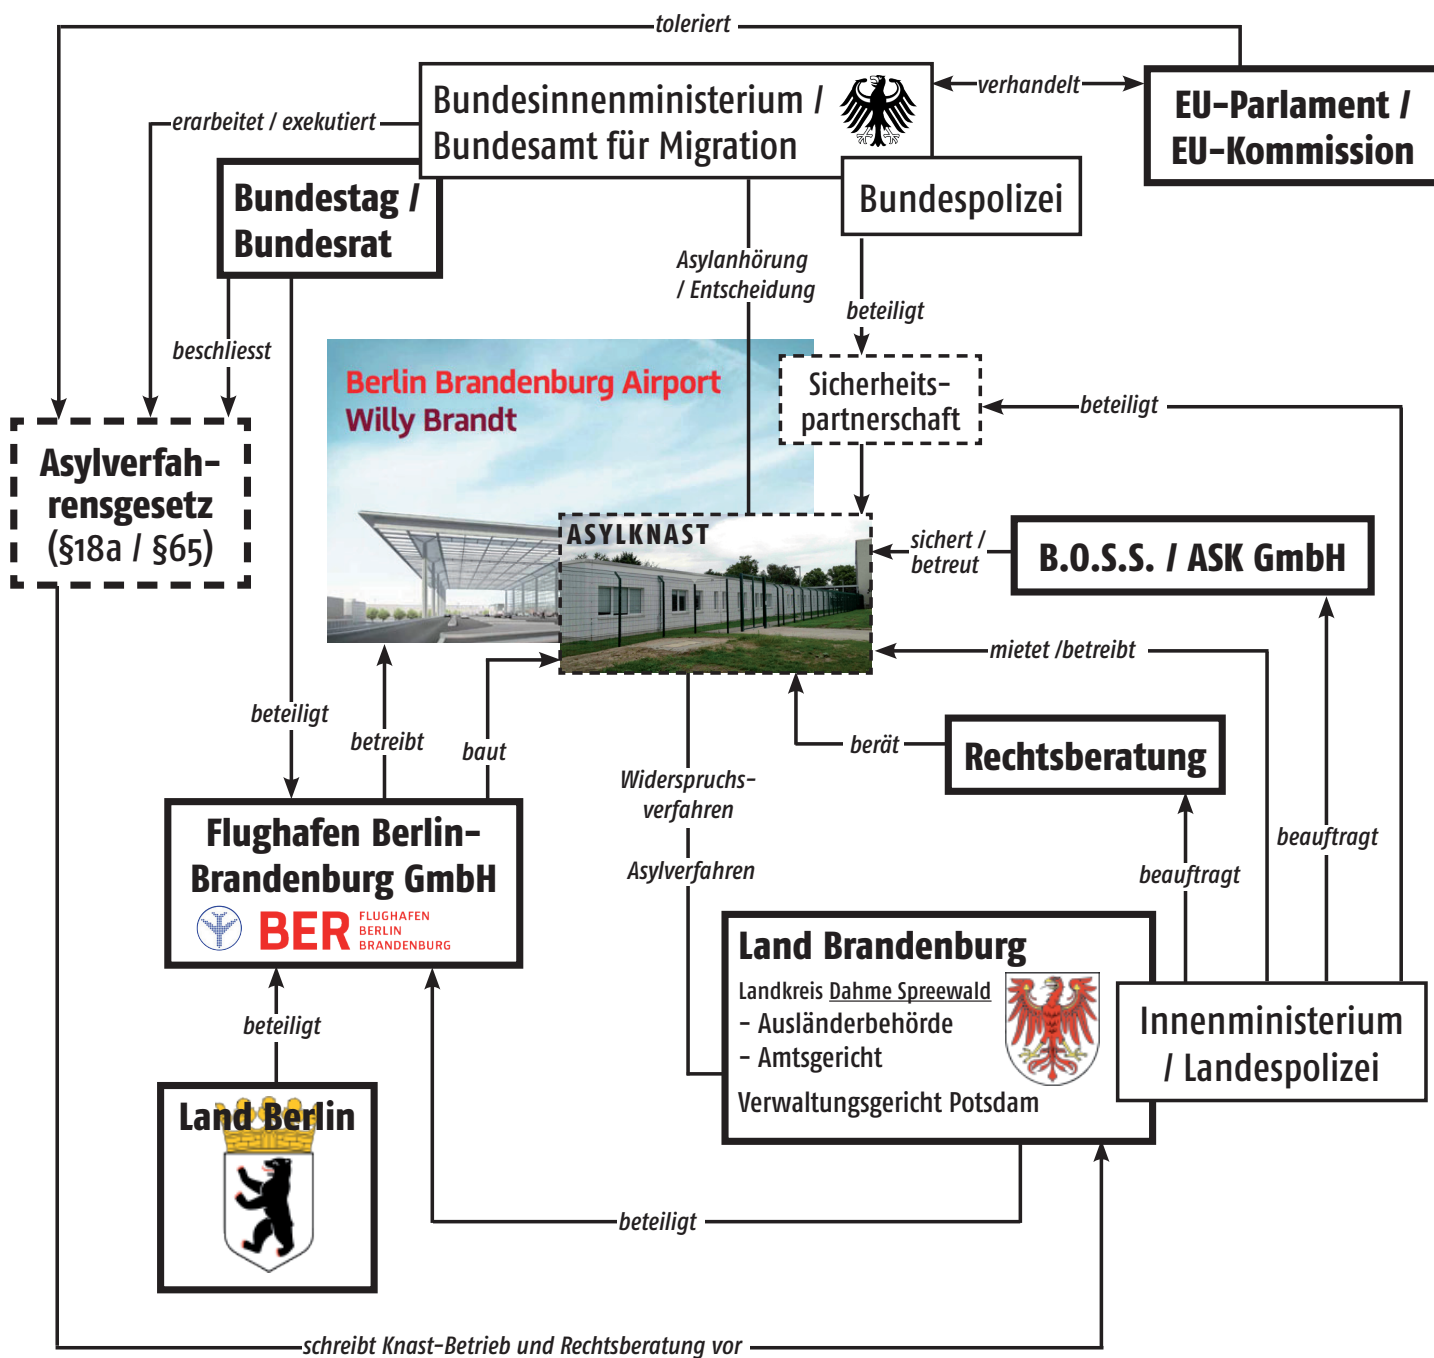 toleriert
Bundesinnenministerium /
Bundesamt für Migration
verhandelt
EU-Parlament /
EU-Kommission
erarbeitet / exekutiert
Bundestag /
Bundesrat
Bundespolizei
Asylanhörung
/ Entscheidung
beteiligt
beschliesst
Berlin Brandenburg Airport
Willy Brandt
Sicherheits-
partnerschaft
beteiligt
Asylverfah-
rensgesetz
(§18a / §65)
ASYLKNAST
sichert /
betreut
B.O.S.S. / ASK GmbH
mietet /betreibt
beteiligt
betreibt
baut
berät
Rechtsberatung
Widerspruchs-
verfahren
Asylverfahren
beauftragt
beauftragt
Flughafen Berlin-
Brandenburg GmbH
BER
FLUGHAFEN
BERLIN
BRANDENBURG
Land Brandenburg
Landkreis Dahme Spreewald
- Ausländerbehörde
- Amtsgericht
Verwaltungsgericht Potsdam
Innenministerium
/ Landespolizei
beteiligt
Land Berlin
beteiligt
schreibt Knast-Betrieb und Rechtsberatung vor